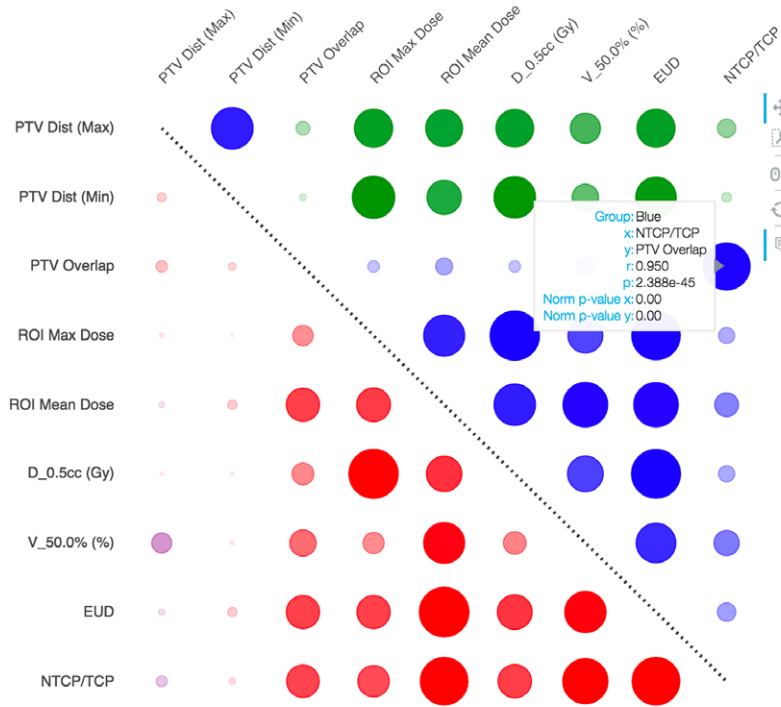 PTV Dist (Max)
PTV Dist (Min)
PTV Overlap
ROI Max Dose
ROI Mean Dose
D_0.5cc (Gy)
V_50.0% (%)
EUD
NTCP/TCP
PTV Dist (Max)
PTV Dist (Min)
Group: Blue
x: NTCP/TCP
PTV Overlap
y: PTV Overlap
r: 0.950
p: 2.388e-45
Norm p-value x: 0.00
Norm p-value y: 0.00
ROI Max Dose
ROI Mean Dose
D_0.5cc (Gy)
V_50.0% (%)
EUD
NTCP/TCP